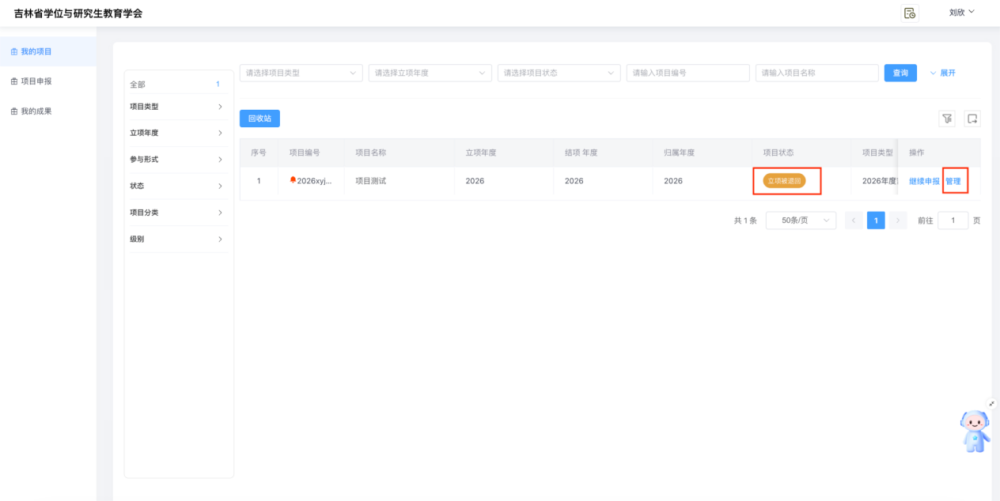 吉林省学位与研究生教育学会
刘欣
我的项目
项目申报
我的成果
全部 1
项目类型
立项年度
参与形式
状态
项目分类
级别
请选择项目类型 请选择立项年度 请选择项目状态 请输入项目编号 请输入项目名称 查询 展开
回收站
序号 项目编号 项目名称 立项年度 结项 年度 归属年度 项目状态 项目类型 操作
1 2026xyj... 项目测试 2026 2026 2026 立项被退回 2026年度 继续申报 管理
共 1 条 50条/页 1 前往 1 页